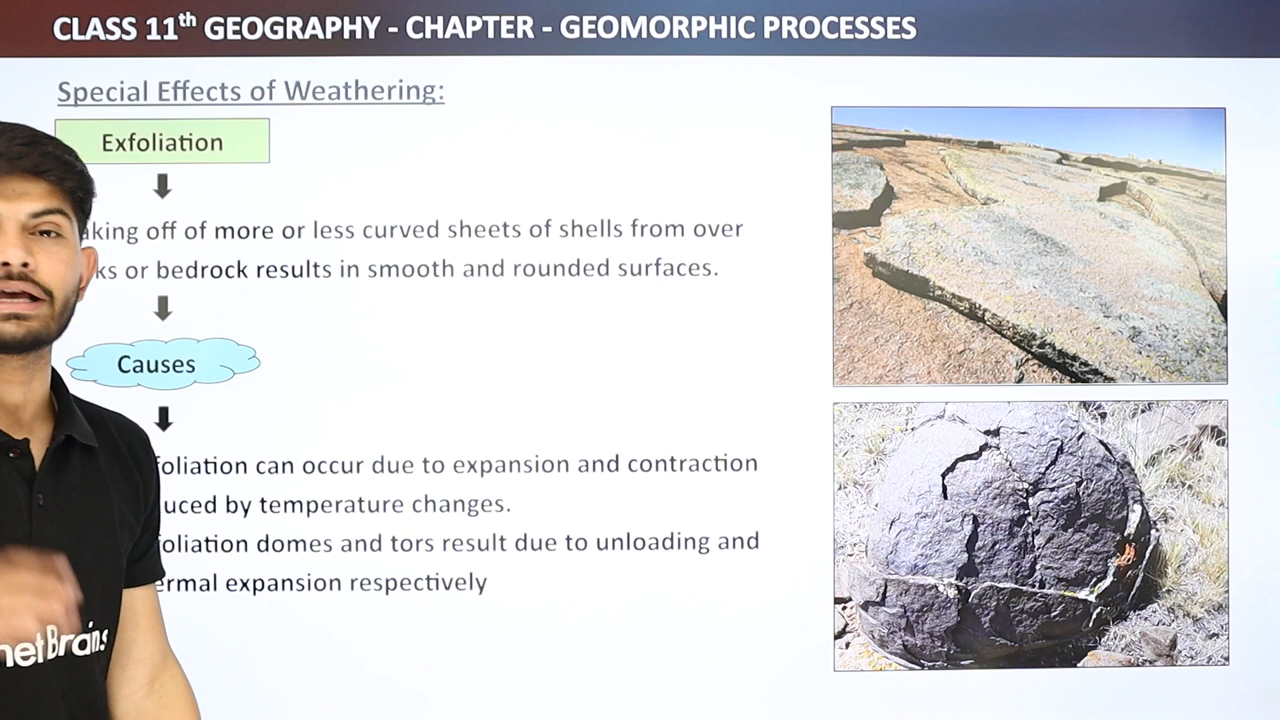 CLASS 11th GEOGRAPHY - CHAPTER - GEOMORPHIC PROCESSES
Special Effects of Weathering:
Exfoliation
aking off of more or less curved sheets of shells from over
ks or bedrock results in smooth and rounded surfaces.
Causes
foliation can occur due to expansion and contraction
uced by temperature changes.
foliation domes and tors result due to unloading and
ermal expansion respectively
netBrains